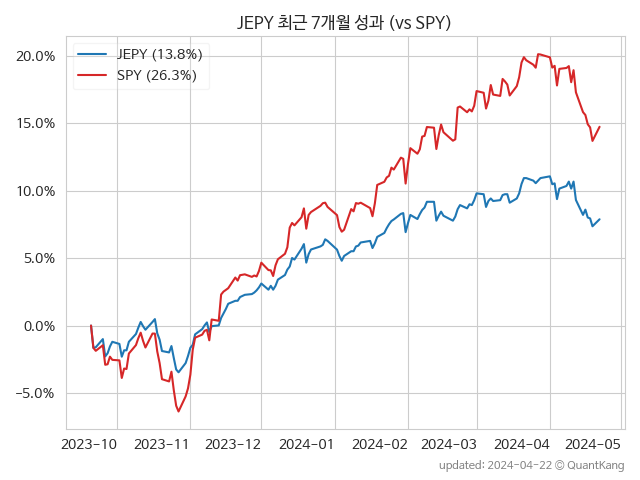 JEPY 최근 7개월 성과 (vs SPY)
JEPY (13.8%)
SPY (26.3%)
20.0%
15.0%
10.0%
5.0%
0.0%
−5.0%
2023−10 2023−11 2023−12 2024−01 2024−02 2024−03 2024−04 2024−05
updated: 2024−04−22 © QuantKang